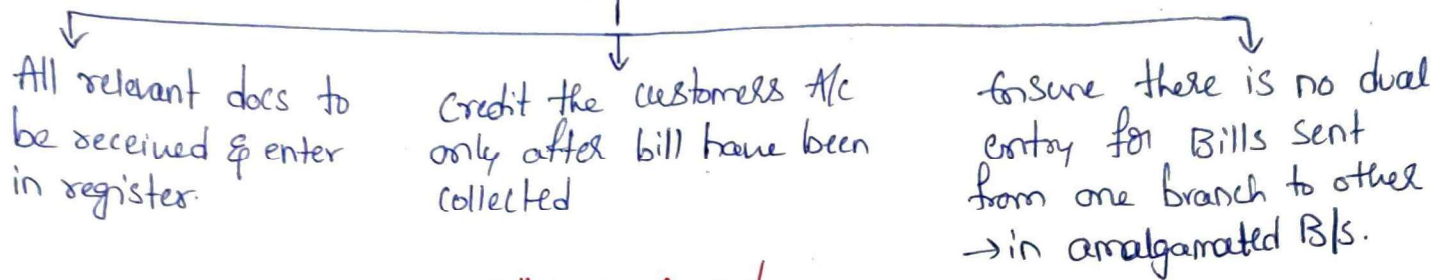 All relevant docs to
be received & enter
in register.
Credit the customers A/c
only after bill have been
collected
Ensure there is no dual
entry for Bills sent
from one branch to other
→ in amalgamated B/s.